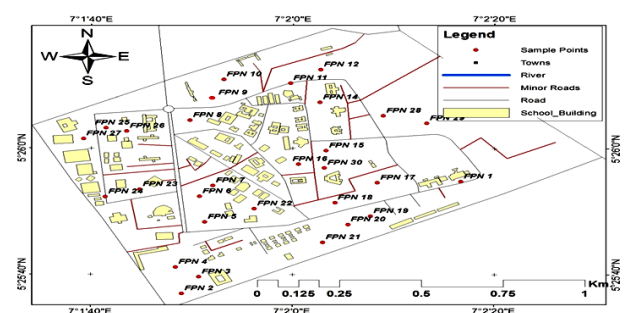 7°1'40"E 7°2'0"E 7°2'20"E
N
W E
S
Legend
Sample Points
Towns
River
Minor Roads
Road
School_Building
FPN 12
FPN 10
FPN 11
FPN 9
FPN 14
FPN 8
FPN 28
FPN 25
FPN 26
FPN 27
5°26'0"N
5°26'0"N
FPN 15
FPN 16
FPN 30
FPN 7
FPN 23
FPN 17
FPN 1
FPN 6
FPN 22
FPN 18
FPN 5
FPN 19
FPN 20
FPN 21
FPN 4
FPN 3
FPN 2
5°25'40"N
5°25'40"N
Km
0 0.125 0.25 0.5 0.75 1
7°1'40"E 7°2'0"E 7°2'20"E